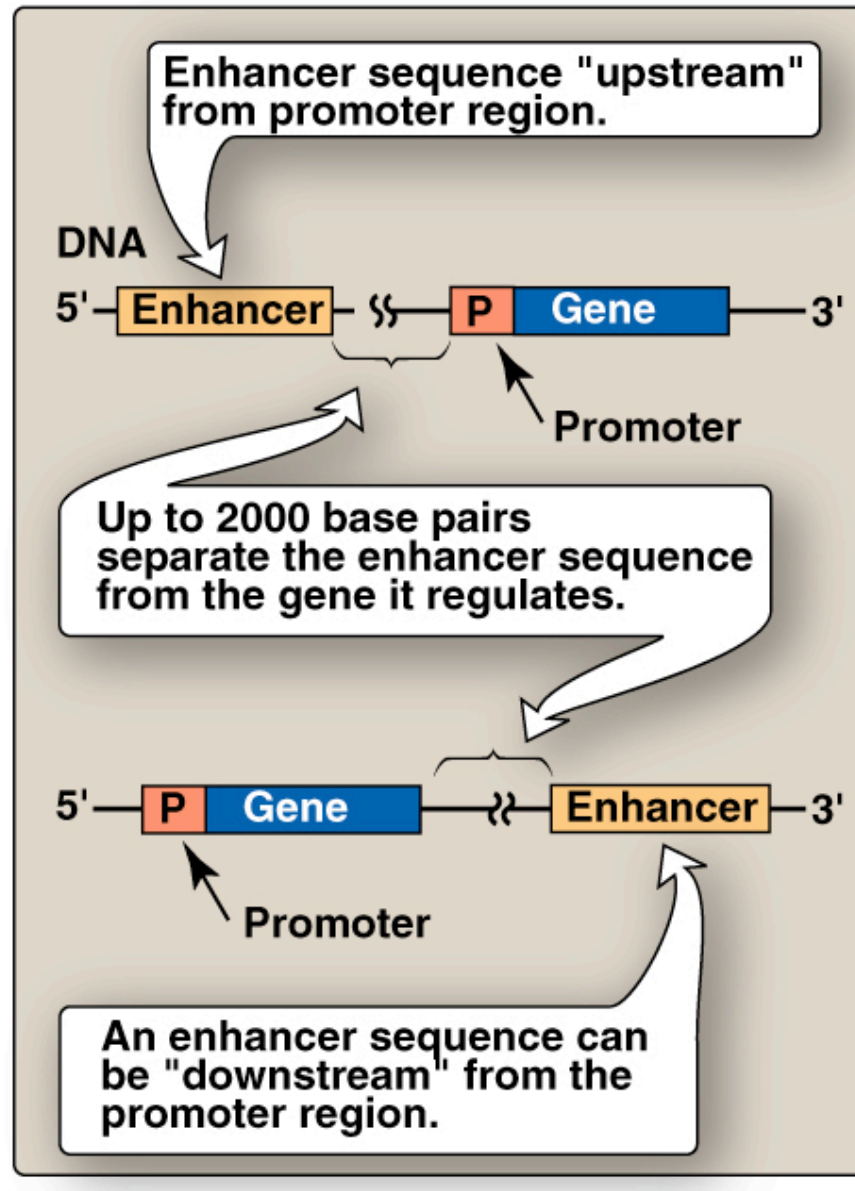 Enhancer sequence "upstream"
from promoter region.
DNA
5' Enhancer P Gene 3'
Promoter
Up to 2000 base pairs
separate the enhancer sequence
from the gene it regulates.
5' P Gene Enhancer 3'
Promoter
An enhancer sequence can
be "downstream" from the
promoter region.